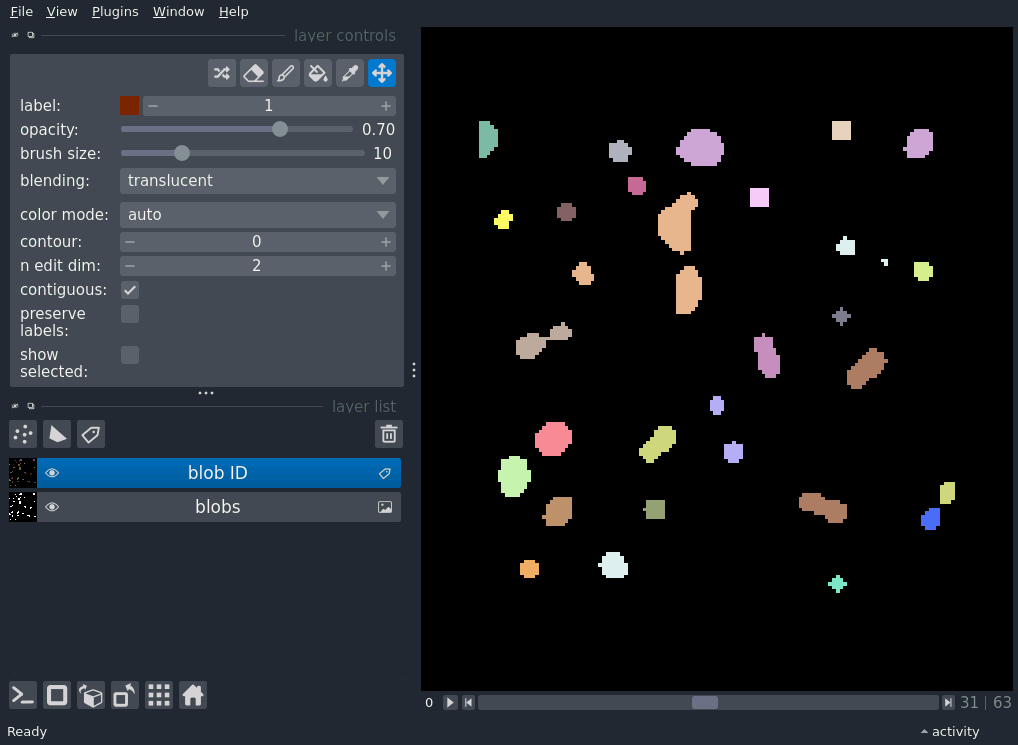 File View Plugins Window Help
layer controls
label: 1
opacity: 0.70
brush size: 10
blending: translucent
color mode: auto
contour: 0
n edit dim: 2
contiguous:
preserve
labels:
show
selected:
layer list
blob ID
blobs
0 31 | 63
Ready activity